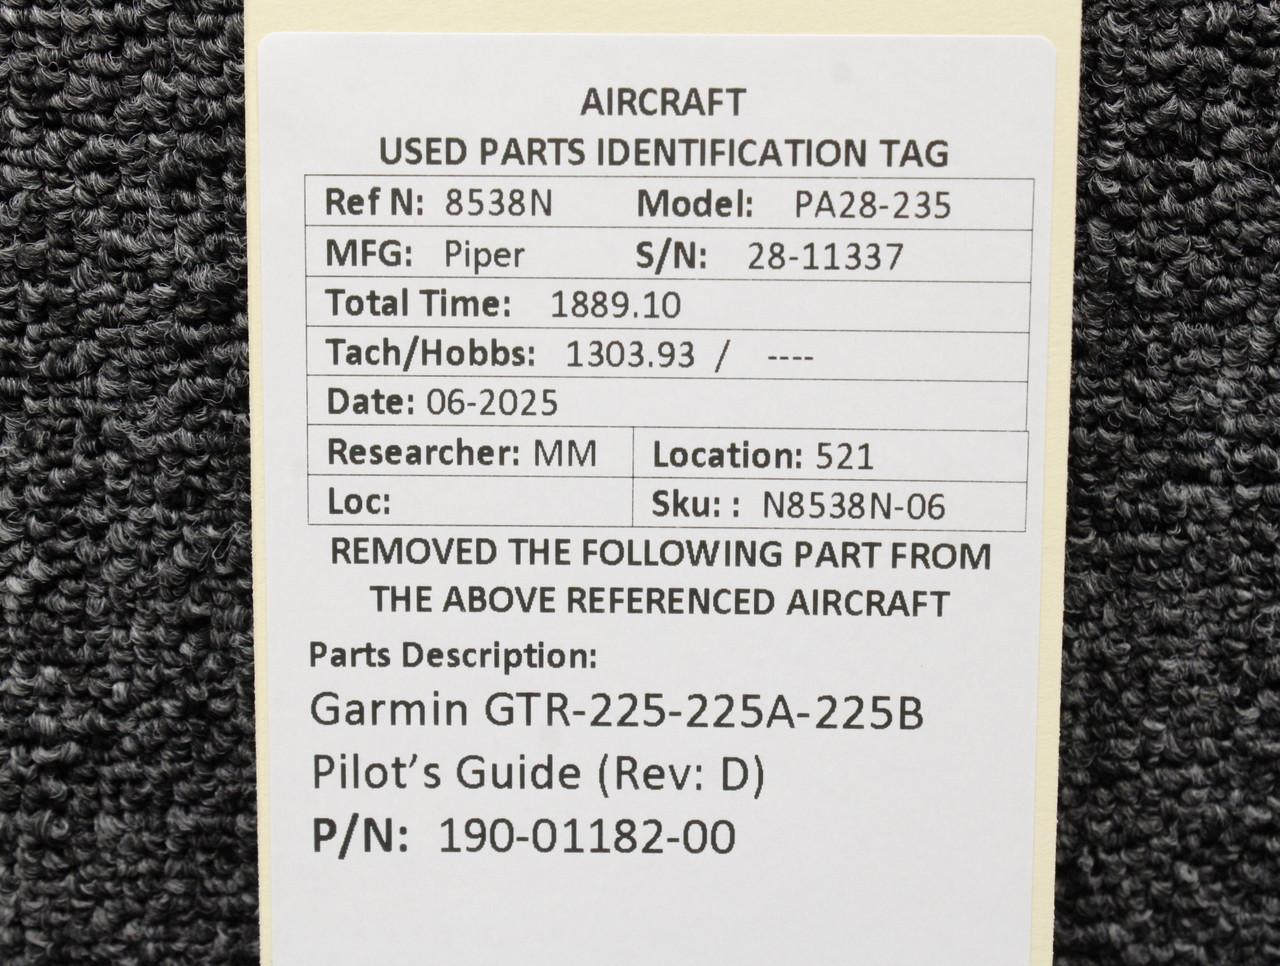 AIRCRAFT
USED PARTS IDENTIFICATION TAG
Ref N: 8538N Model: PA28-235
MFG: Piper S/N: 28-11337
Total Time: 1889.10
Tach/Hobbs: 1303.93 / ----
Date: 06-2025
Researcher: MM Location: 521
Loc: Sku: : N8538N-06
REMOVED THE FOLLOWING PART FROM
THE ABOVE REFERENCED AIRCRAFT
Parts Description:
Garmin GTR-225-225A-225B
Pilot’s Guide (Rev: D)
P/N: 190-01182-00